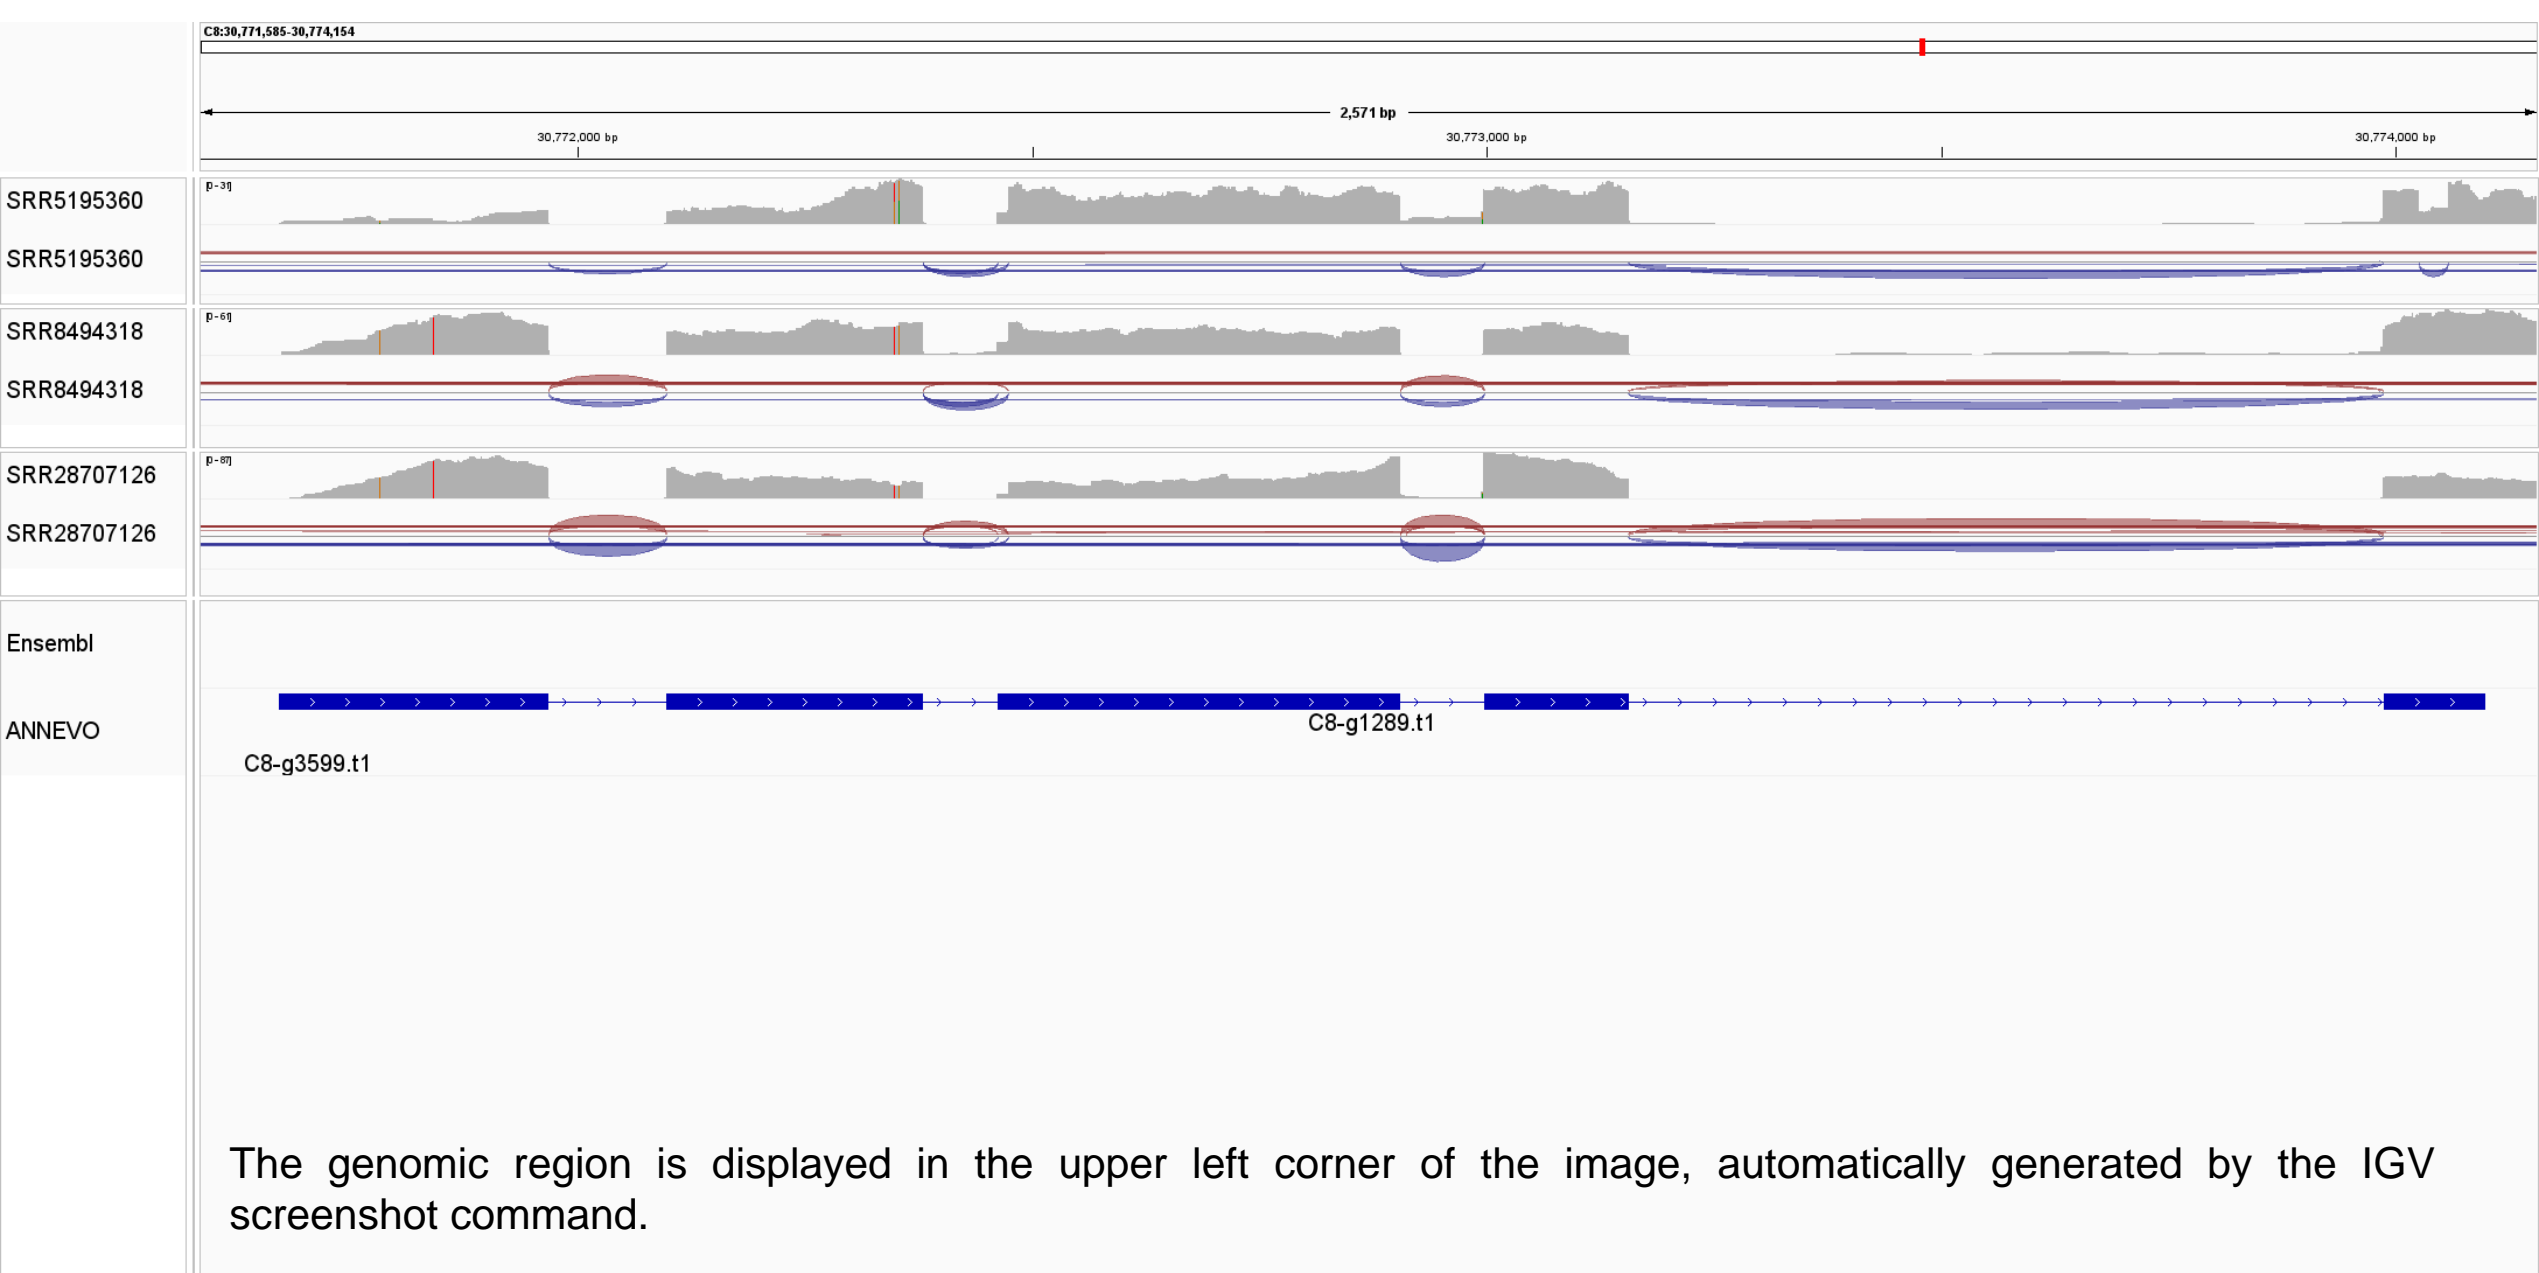 C8:30,771,585-30,774,154
2,571 bp
30,772,000 bp
30,773,000 bp
30,774,000 bp
SRR5195360
[0-31]
SRR5195360
SRR8494318
[0-61]
SRR8494318
SRR28707126
[0-87]
SRR28707126
Ensembl
ANNEVO
C8-g1289.t1
C8-g3599.t1
The genomic region is displayed in the upper left corner of the image, automatically generated by the IGV
screenshot command.